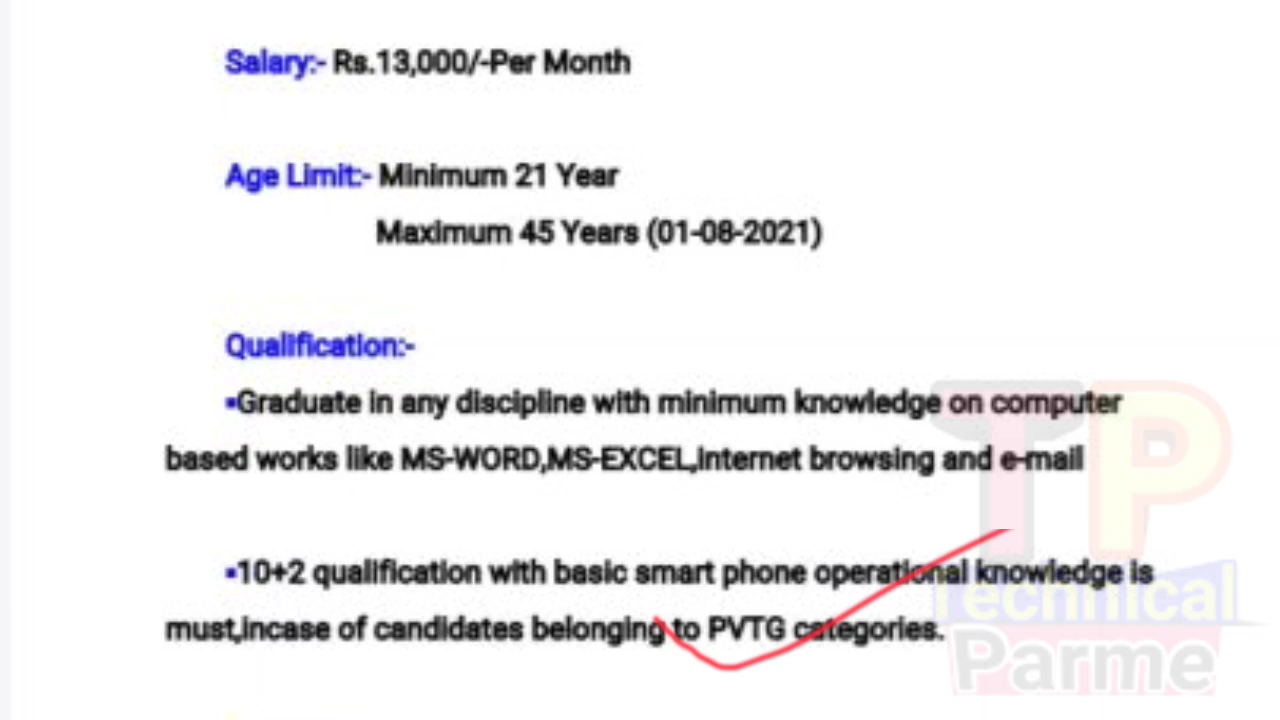 Salary:- Rs.13,000/-Per Month
Age Limit:- Minimum 21 Year
Maximum 45 Years (01-08-2021)
Qualification:-
▪Graduate in any discipline with minimum knowledge on computer
based works like MS-WORD,MS-EXCEL,internet browsing and e-mail
▪10+2 qualification with basic smart phone operational knowledge is
must,incase of candidates belonging to PVTG categories.
TP
Technical
Parme